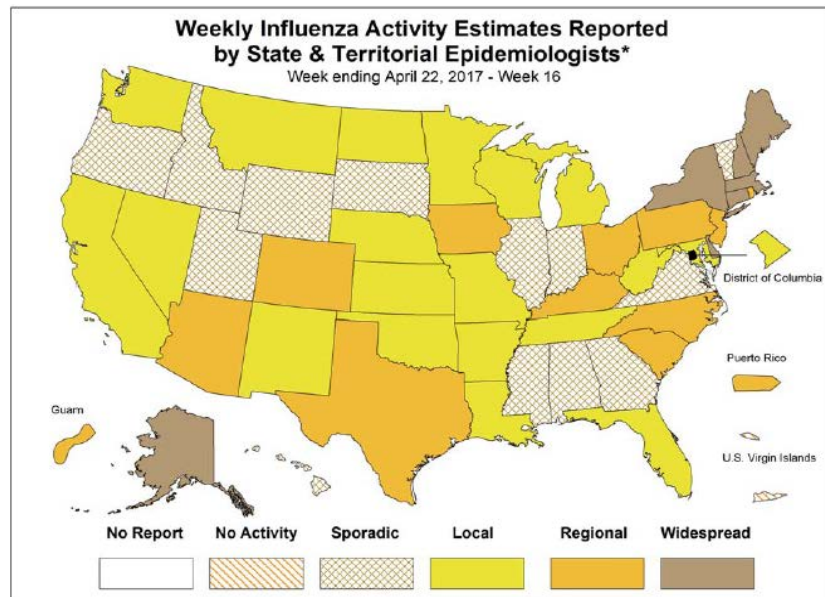 Weekly Influenza Activity Estimates Reported
by State & Territorial Epidemiologists*
Week ending April 22, 2017 - Week 16
District of Columbia
Puerto Rico
Guam
U.S. Virgin Islands
No Report
No Activity
Sporadic
Local
Regional
Widespread